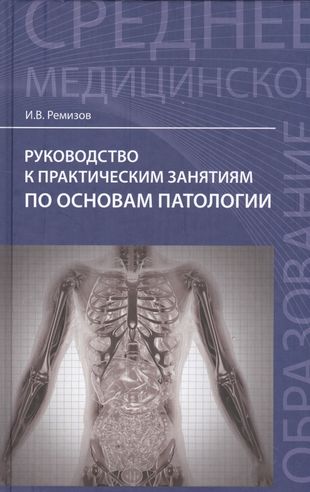 СРЕДНЕЕ
МЕДИЦИНСКОЕ
ОБРАЗОВАНИЕ
И.В. Ремизов
РУКОВОДСТВО
К ПРАКТИЧЕСКИМ ЗАНЯТИЯМ
ПО ОСНОВАМ ПАТОЛОГИИ